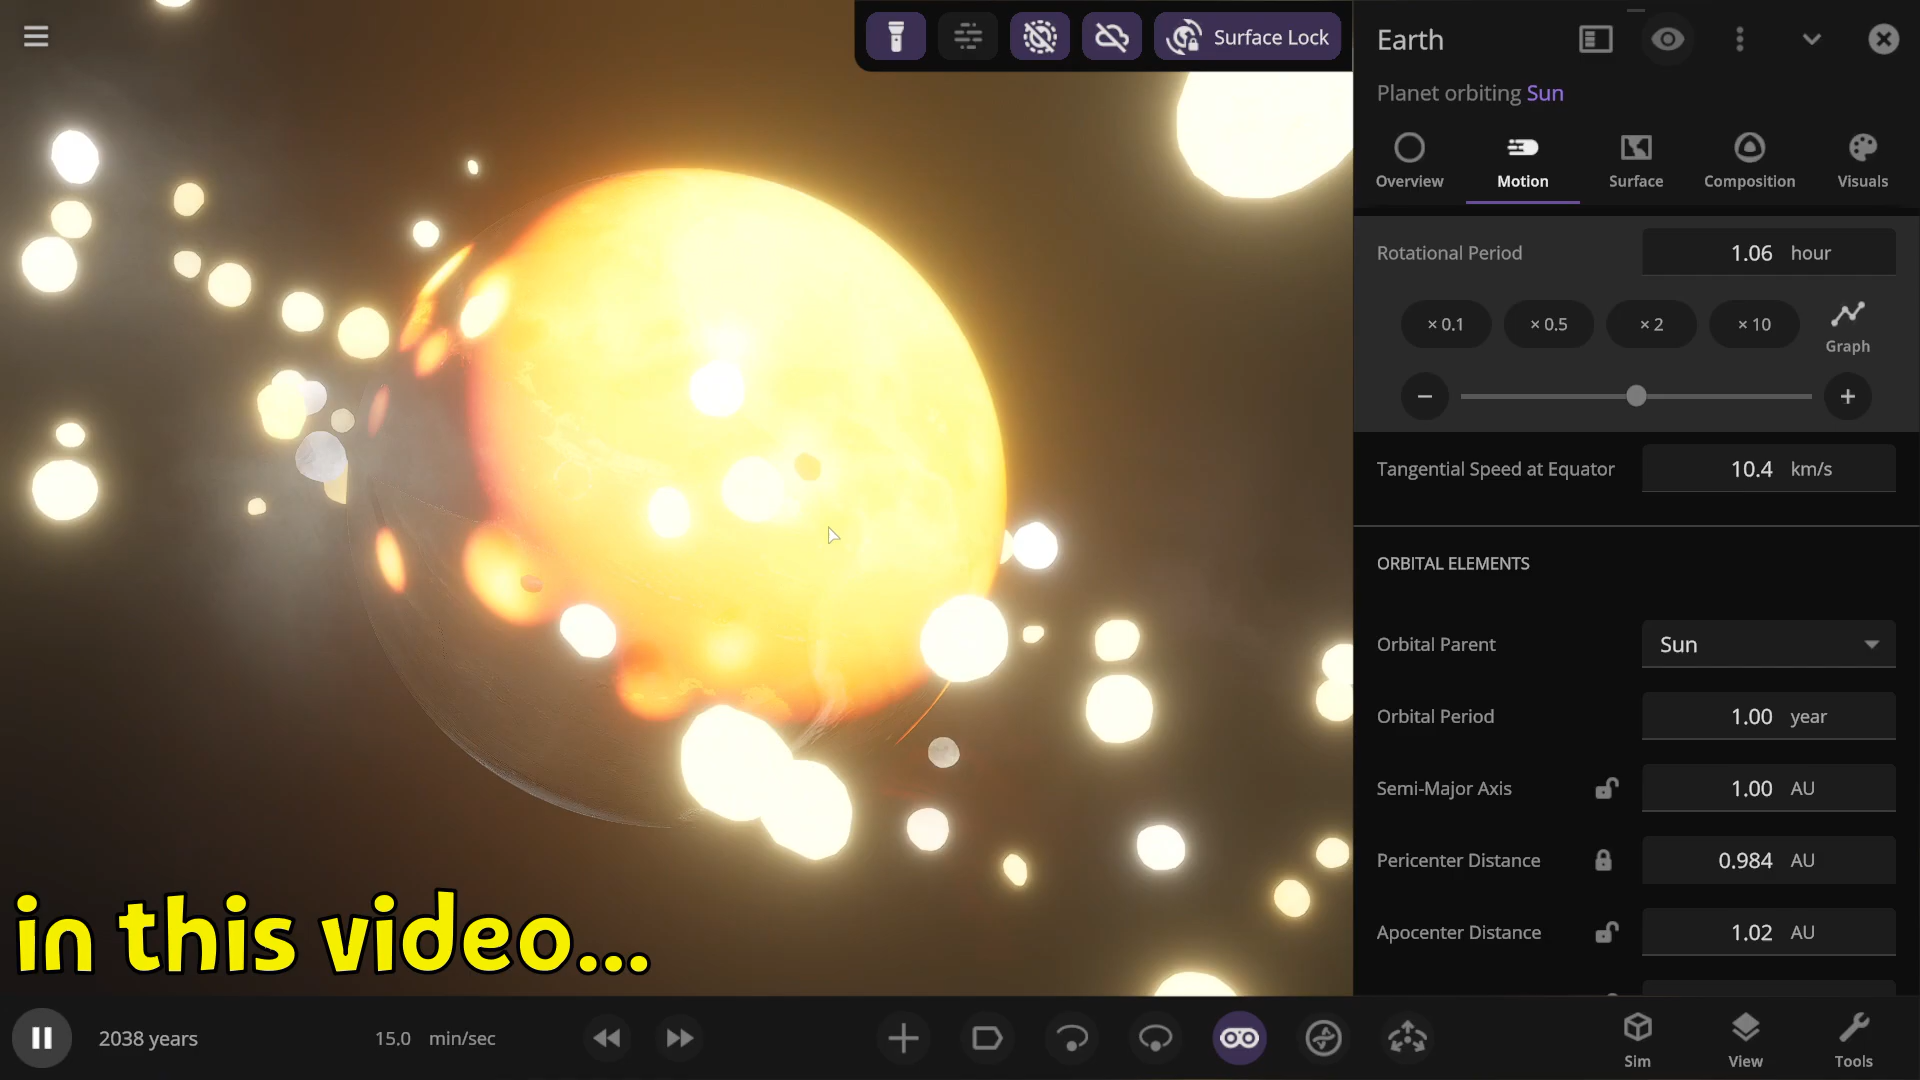 Surface Lock
Earth
Planet orbiting Sun
Overview
Motion
Surface
Composition
Visuals
Rotational Period
1.06 hour
× 0.1
× 0.5
× 2
× 10
Graph
Tangential Speed at Equator
10.4 km/s
ORBITAL ELEMENTS
Orbital Parent
Sun
Orbital Period
1.00 year
Semi-Major Axis
1.00 AU
Pericenter Distance
0.984 AU
Apocenter Distance
1.02 AU
in this video...
2038 years
15.0 min/sec
Sim
View
Tools